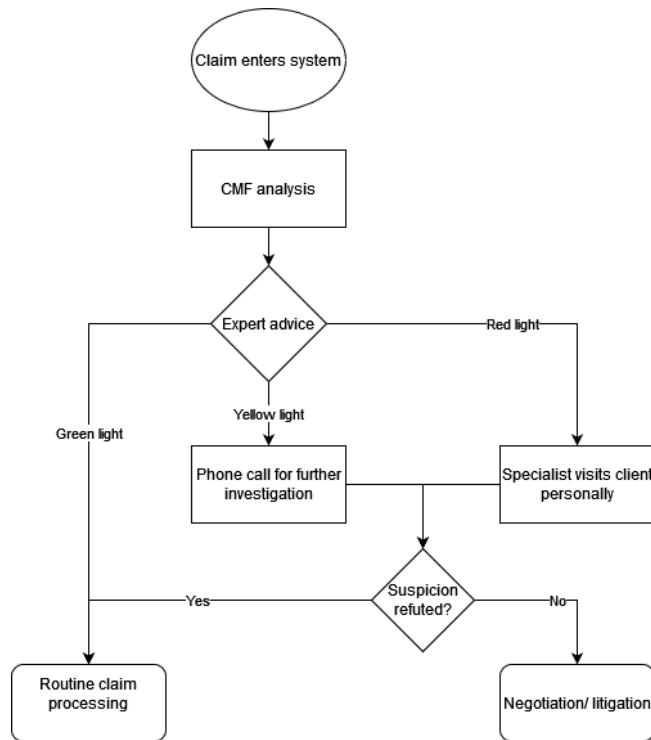 Claim enters system
CMF analysis
Expert advice
Red light
Yellow light
Green light
Phone call for further
investigation
Specialist visits client
personally
Suspicion
refuted?
Yes
No
Routine claim
processing
Negotiation/ litigation